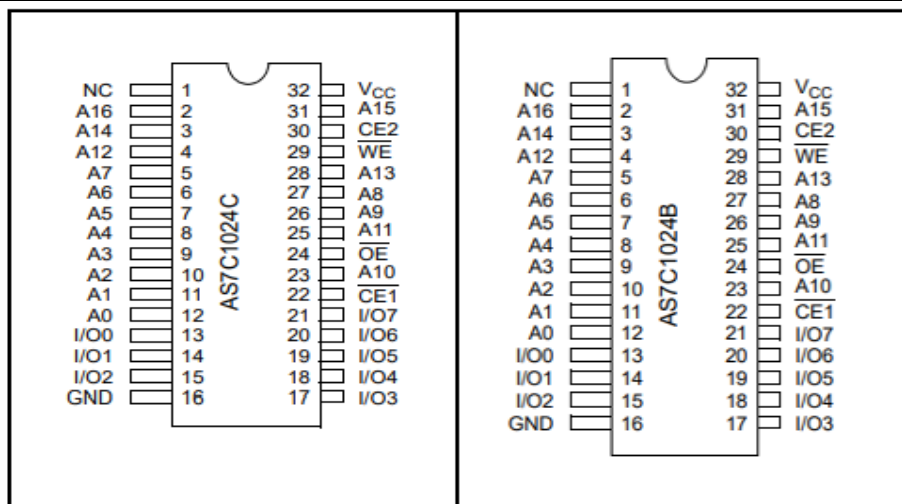 NC 1 32 VCC
A16 2 31 A15
A14 3 30 CE2
A12 4 29 WE
A7 5 28 A13
A6 6 27 A8
A5 7 26 A9
A4 8 25 A11
A3 9 24 OE
A2 10 23 A10
A1 11 22 CE1
A0 12 21 I/O7
I/O0 13 20 I/O6
I/O1 14 19 I/O5
I/O2 15 18 I/O4
GND 16 17 I/O3
AS7C1024C
NC 1 32 VCC
A16 2 31 A15
A14 3 30 CE2
A12 4 29 WE
A7 5 28 A13
A6 6 27 A8
A5 7 26 A9
A4 8 25 A11
A3 9 24 OE
A2 10 23 A10
A1 11 22 CE1
A0 12 21 I/O7
I/O0 13 20 I/O6
I/O1 14 19 I/O5
I/O2 15 18 I/O4
GND 16 17 I/O3
AS7C1024B